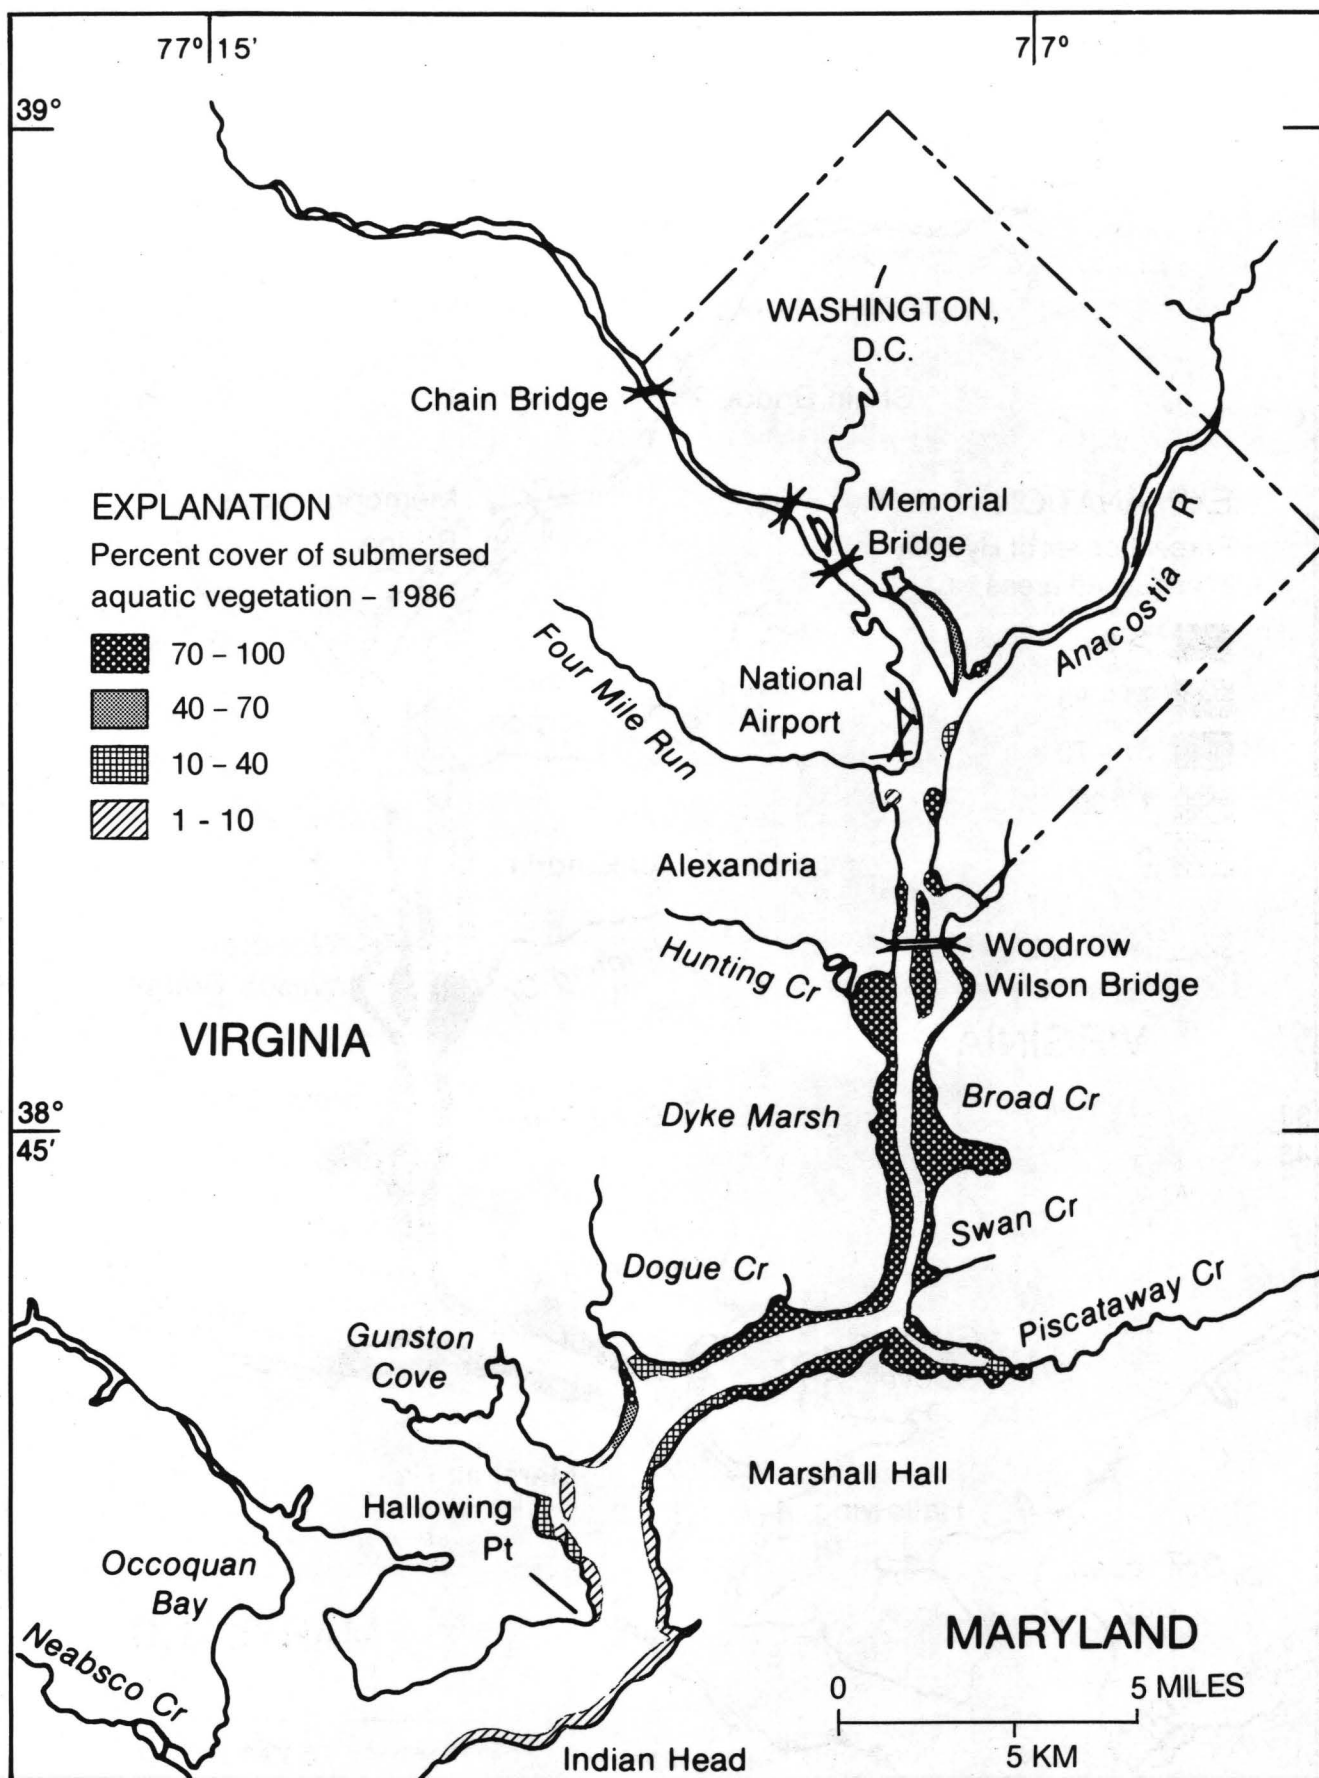 77° 15'
77°
39°
WASHINGTON,
D.C.
Chain Bridge
Memorial
Bridge
EXPLANATION
Percent cover of submersed
aquatic vegetation – 1986
70 – 100
40 – 70
10 – 40
1 - 10
Four Mile Run
National
Airport
Anacostia R
Alexandria
Hunting Cr
Woodrow
Wilson Bridge
VIRGINIA
Dyke Marsh
Broad Cr
38°
45'
Swan Cr
Dogue Cr
Piscataway Cr
Gunston
Cove
Marshall Hall
Hallowing
Pt
Occoquan
Bay
Neabsco Cr
MARYLAND
0 5 MILES
5 KM
Indian Head